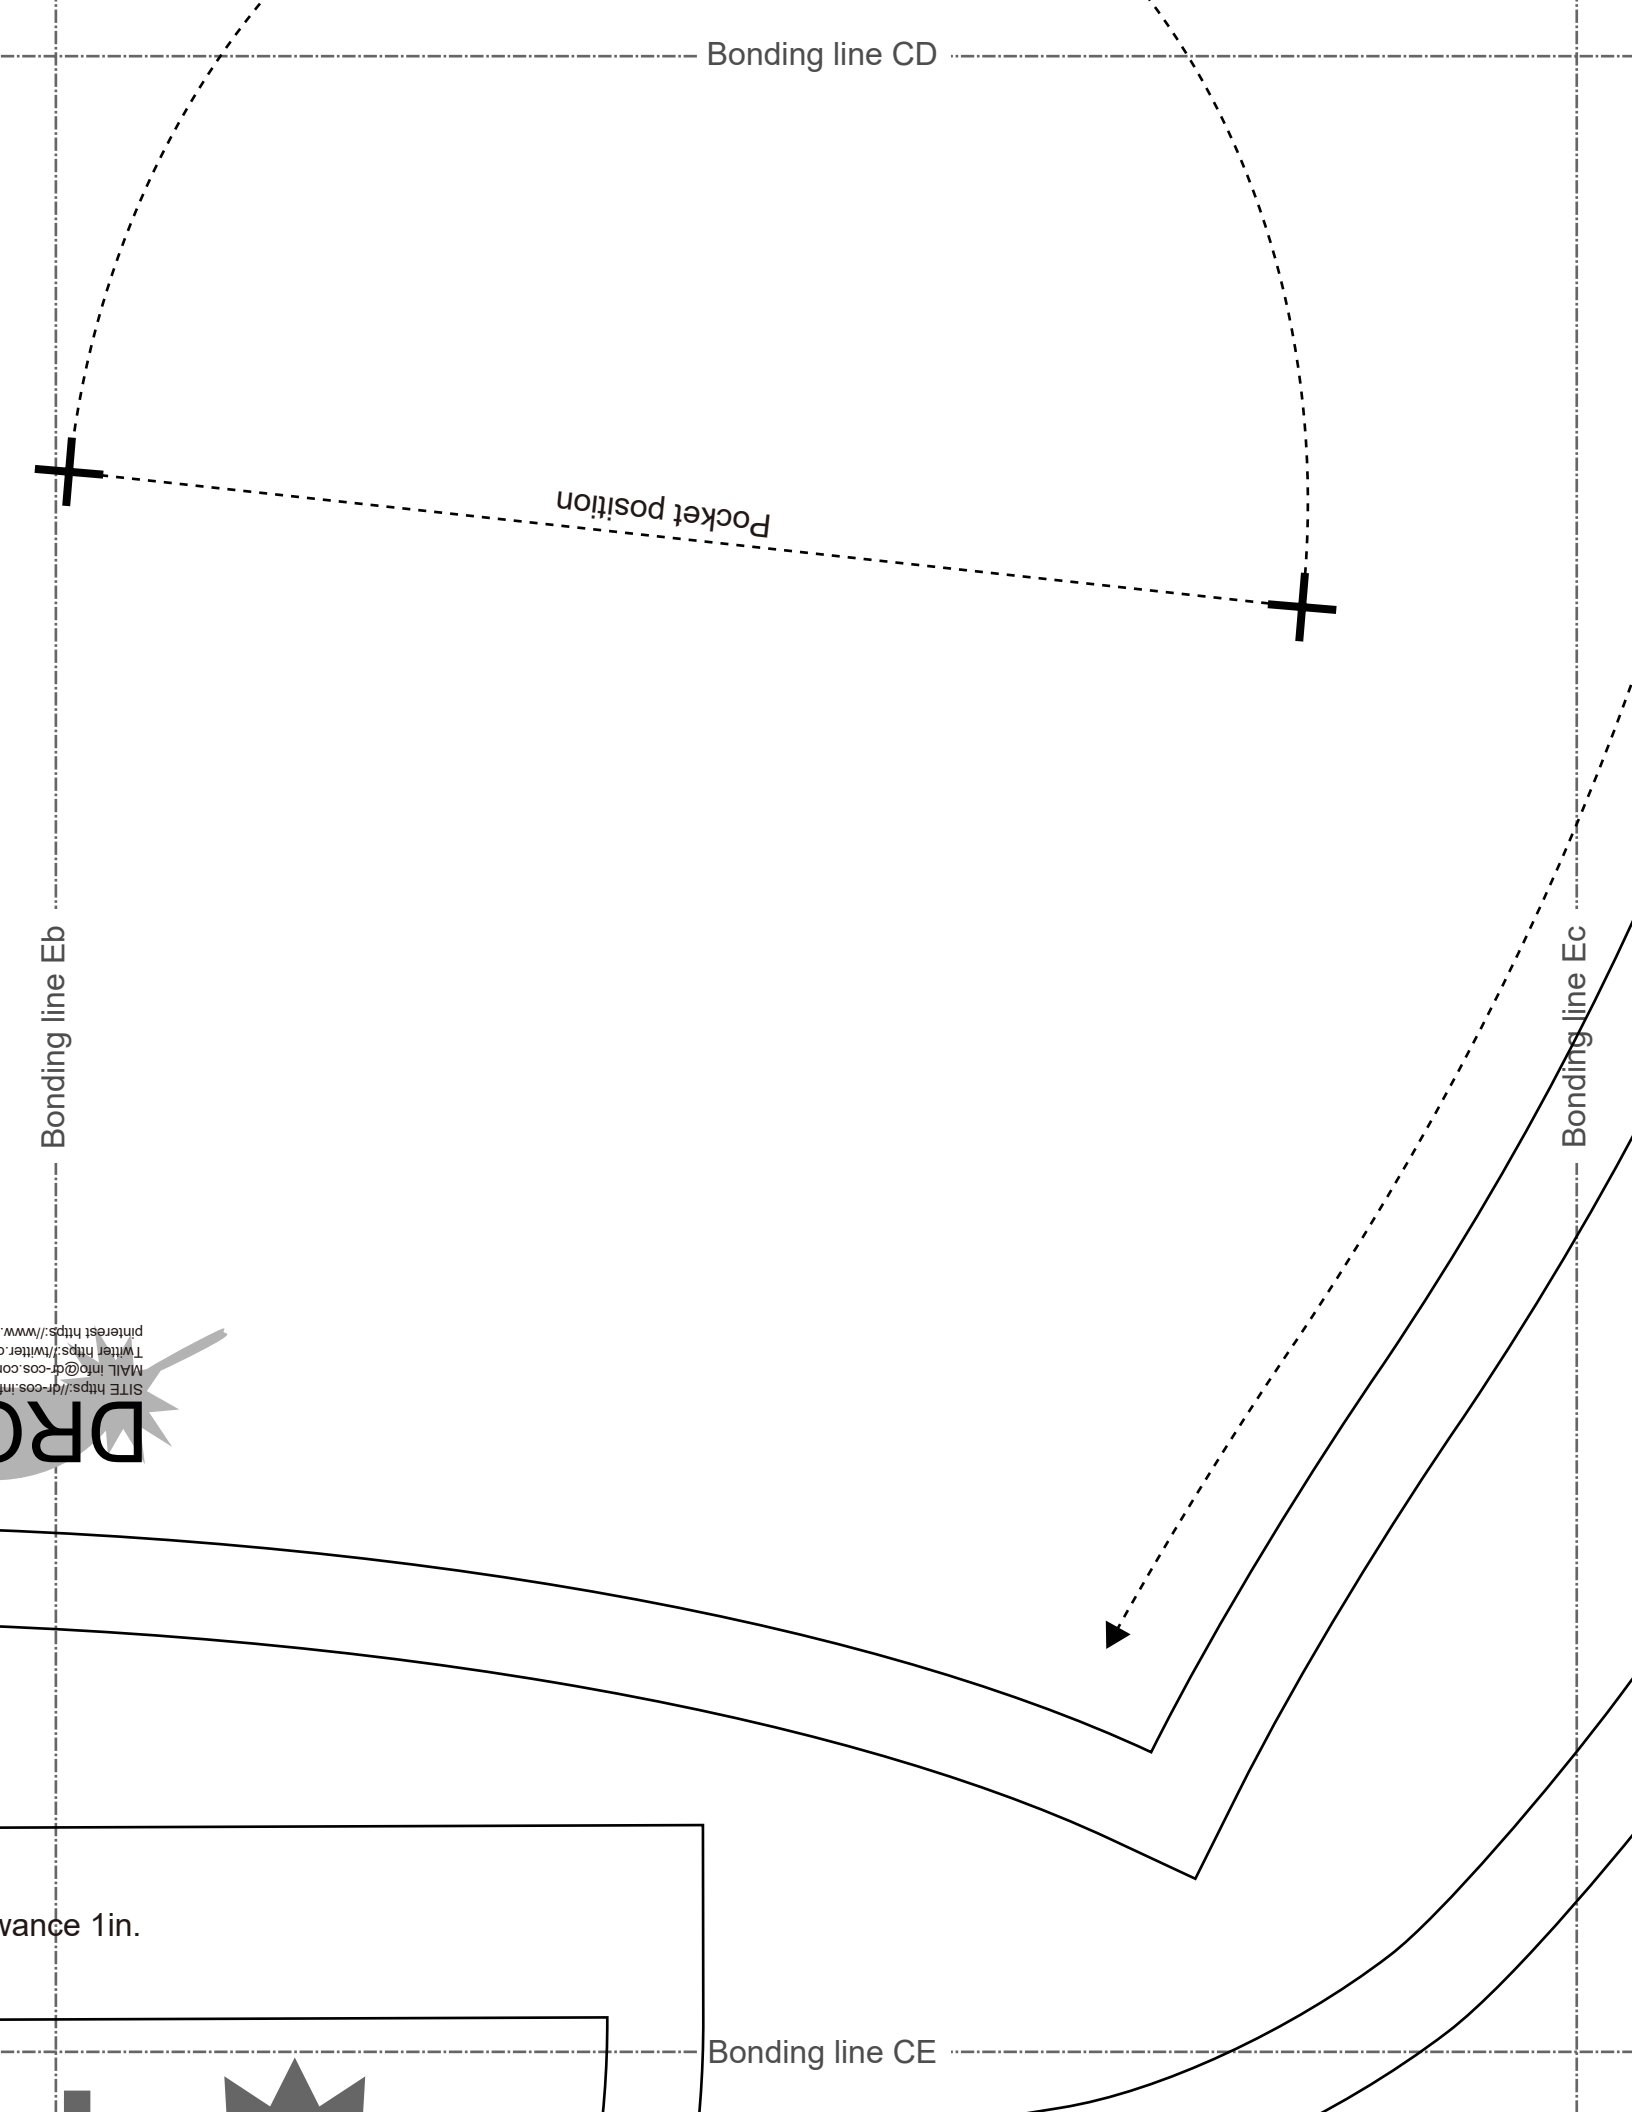 Bonding line CD
Pocket position
Bonding line Eb
Bonding line Ec
pinterest https://www.
Twitter https://twitter.c
MAIL info@dr-cos.com
SITE https://dr-cos.inf
DRO
wance 1in.
Bonding line CE